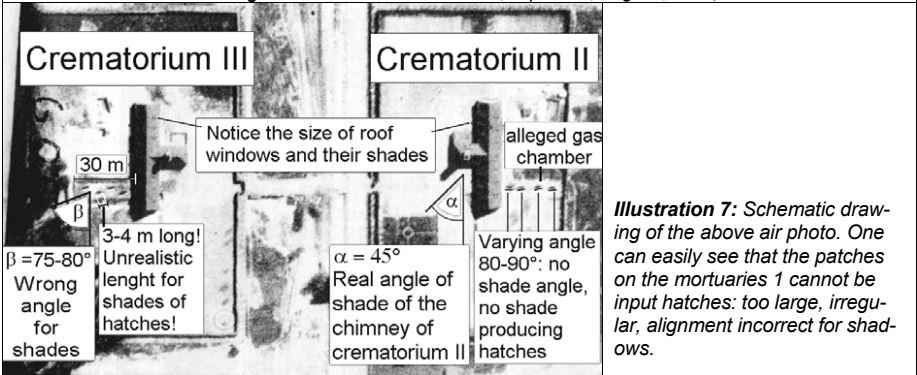 Crematorium III
Crematorium II
Notice the size of roof
windows and their shades
alleged gas
chamber
30 m
β
α
3-4 m long!
Unrealistic
lenght for
shades of
hatches!
β =75-80°
Wrong
angle
for
shades
α = 45°
Real angle of
shade of the
chimney of
crematorium II
Varying angle
80-90°: no
shade angle,
no shade
producing
hatches
Illustration 7: Schematic draw-
ing of the above air photo. One
can easily see that the patches
on the mortuaries 1 cannot be
input hatches: too large, irregu-
lar, alignment incorrect for shad-
ows.